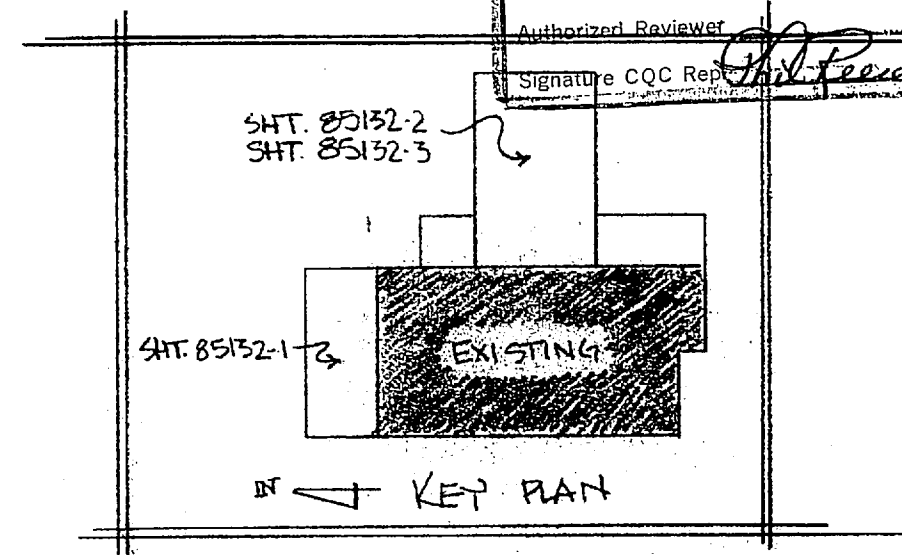 Authorized Reviewer
Signature CQC Rep
SHT. 85132-2
SHT. 85132-3
SHT. 85132-1
EXISTING
N
KEY PLAN